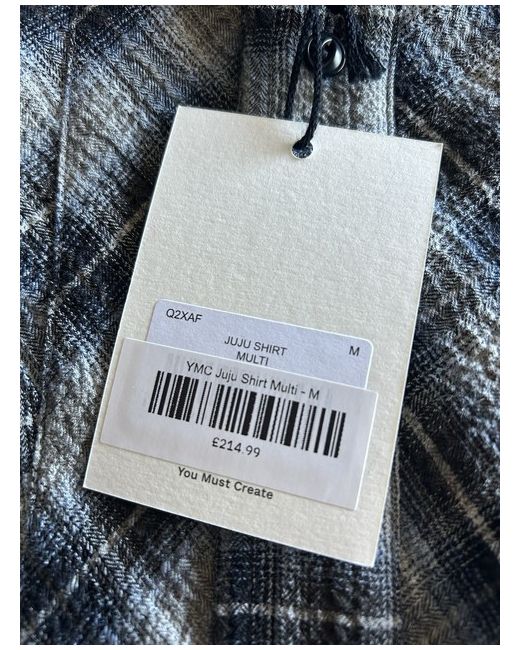 Q2XAF
JUJU SHIRT M
MULTI
YMC Juju Shirt Multi - M
£214.99
You Must Create